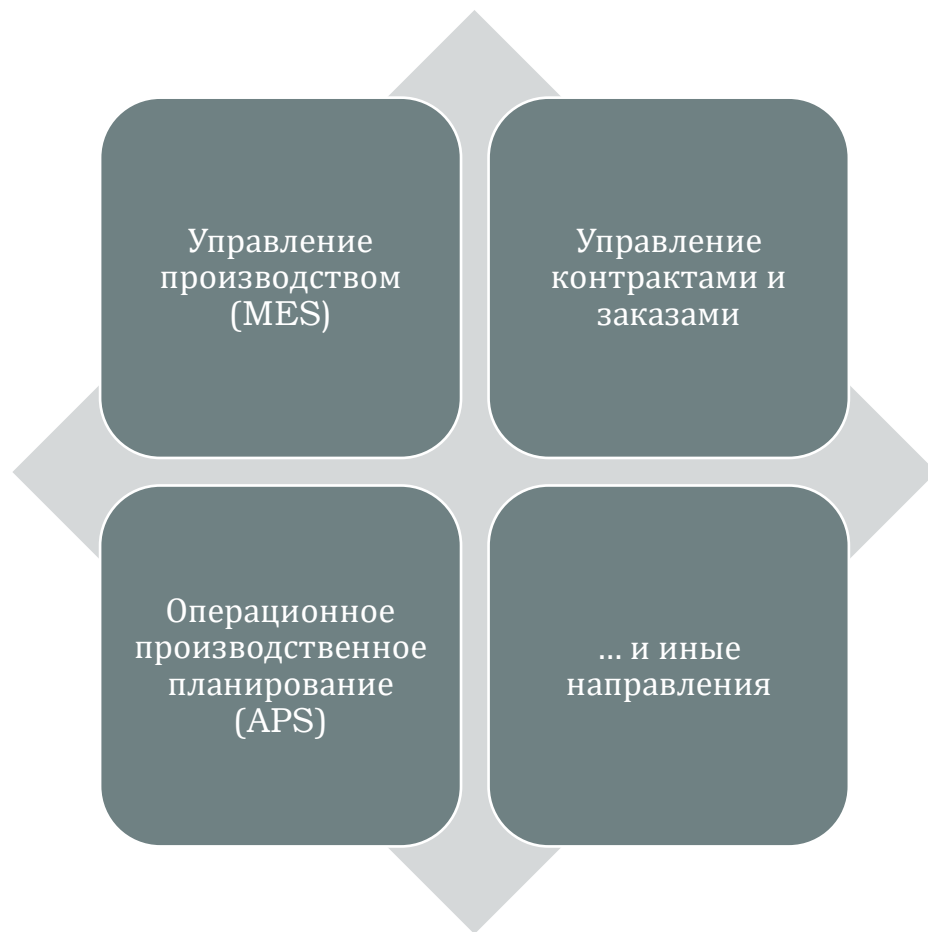 Управление
производством
(MES)
Управление
контрактами и
заказами
Операционное
производственное
планирование
(APS)
... и иные
направления